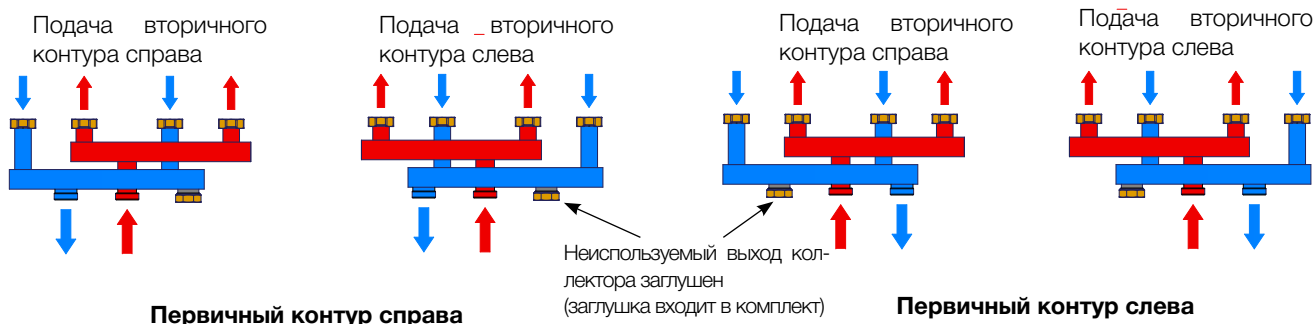 Подача вторичного
контура справа
Подача вторичного
контура слева
Подача вторичного
контура справа
Подача вторичного
контура слева
Неиспользуемый выход кол-
лектора заглушен
(заглушка входит в комплект)
Первичный контур справа
Первичный контур слева